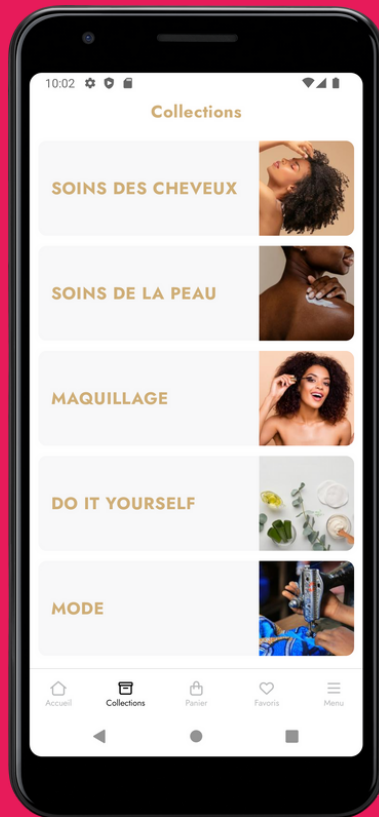 10:02
Collections
SOINS DES CHEVEUX
SOINS DE LA PEAU
MAQUILLAGE
DO IT YOURSELF
MODE
Accueil Collections Panier Favoris Menu